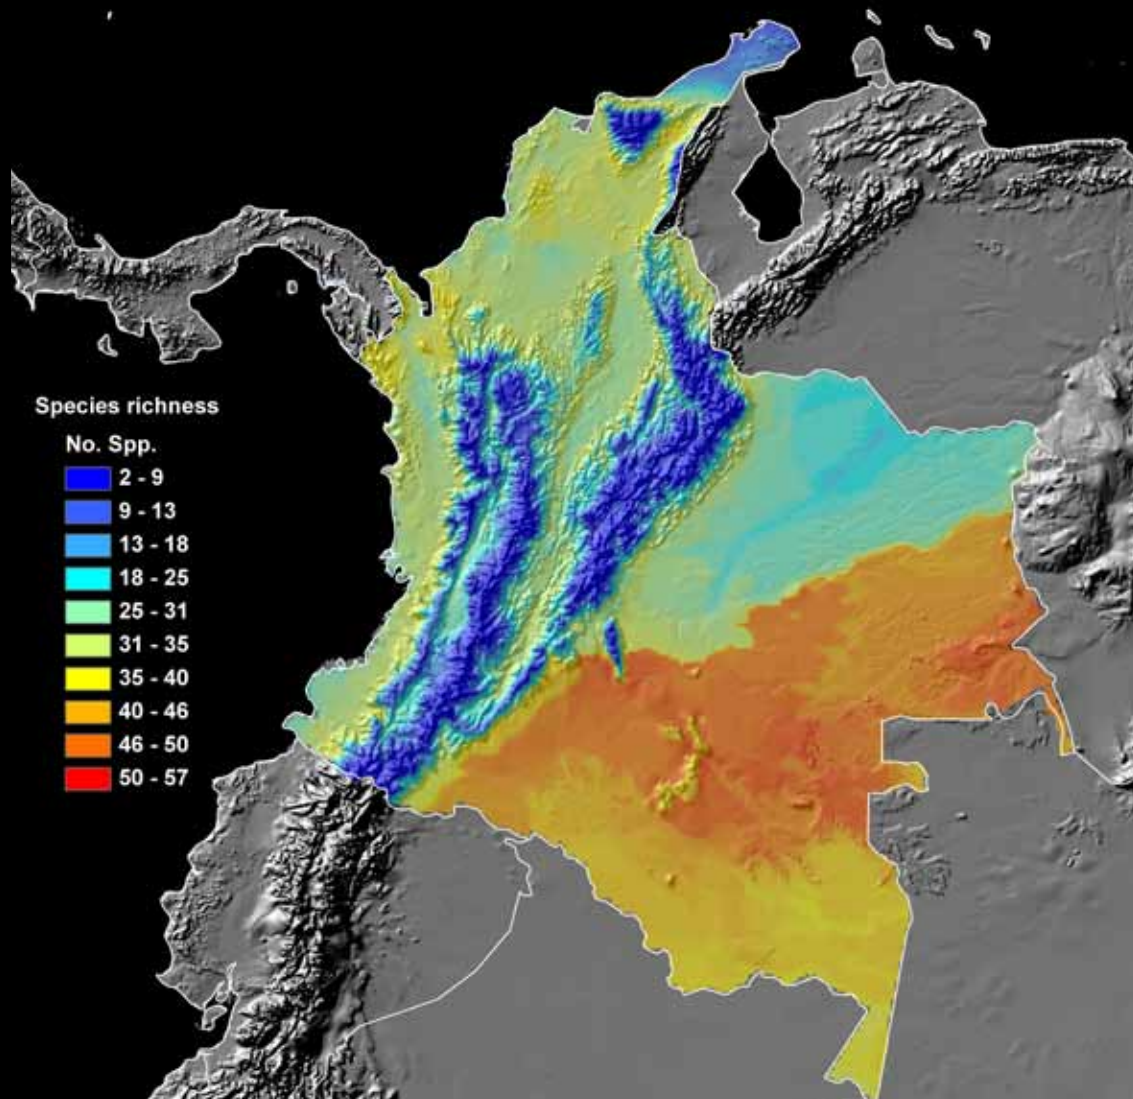 Species richness
No. Spp.
2 - 9
9 - 13
13 - 18
18 - 25
25 - 31
31 - 35
35 - 40
40 - 46
46 - 50
50 - 57